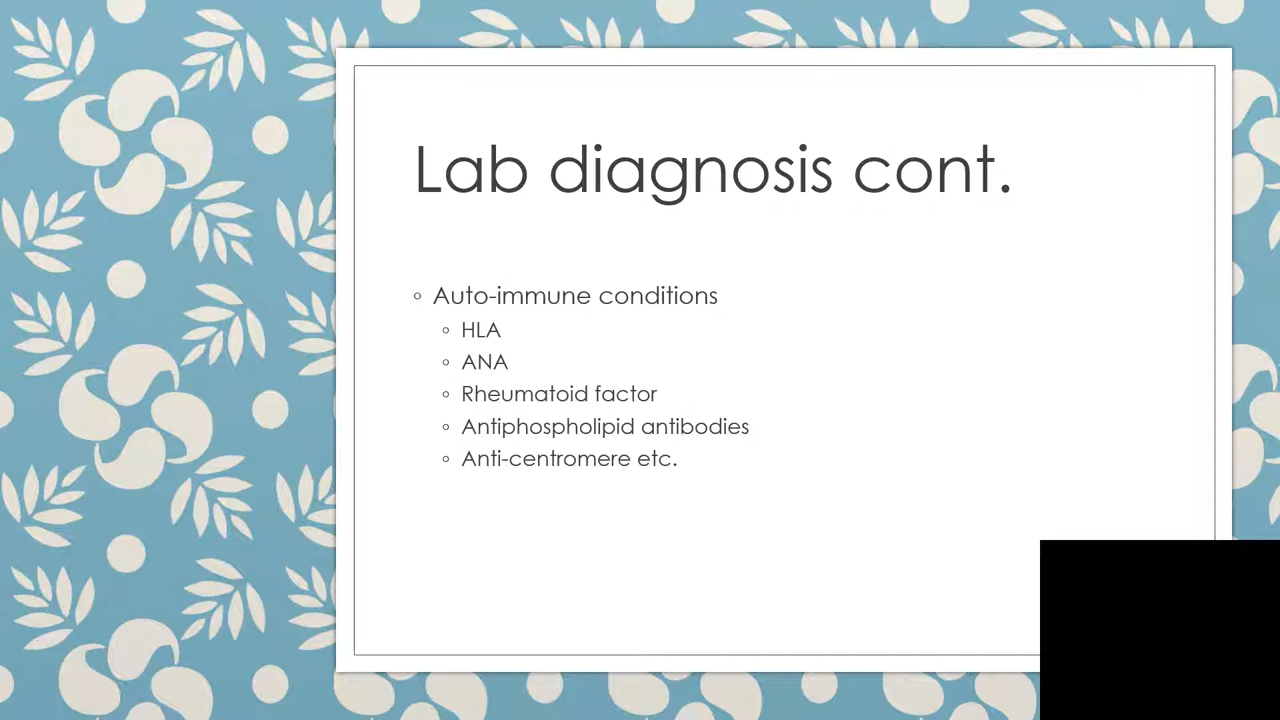 Lab diagnosis cont.
◦ Auto-immune conditions
◦ HLA
◦ ANA
◦ Rheumatoid factor
◦ Antiphospholipid antibodies
◦ Anti-centromere etc.